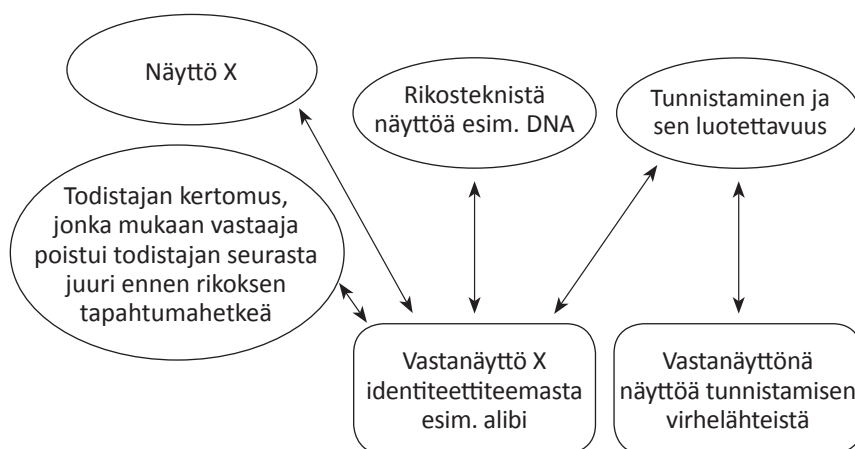 Näyttö X
Rikosteknistä
näyttöä esim. DNA
Tunnistaminen ja
sen luotettavuus
Todistajan kertomus,
jonka mukaan vastaaja
poistui todistajan seurasta
juuri ennen rikoksen
tapahtumahetkeä
Vastanäyttö X
identiteettiteemasta
esim. alibi
Vastanäyttönä
näyttöä tunnistamisen
virhelähteistä